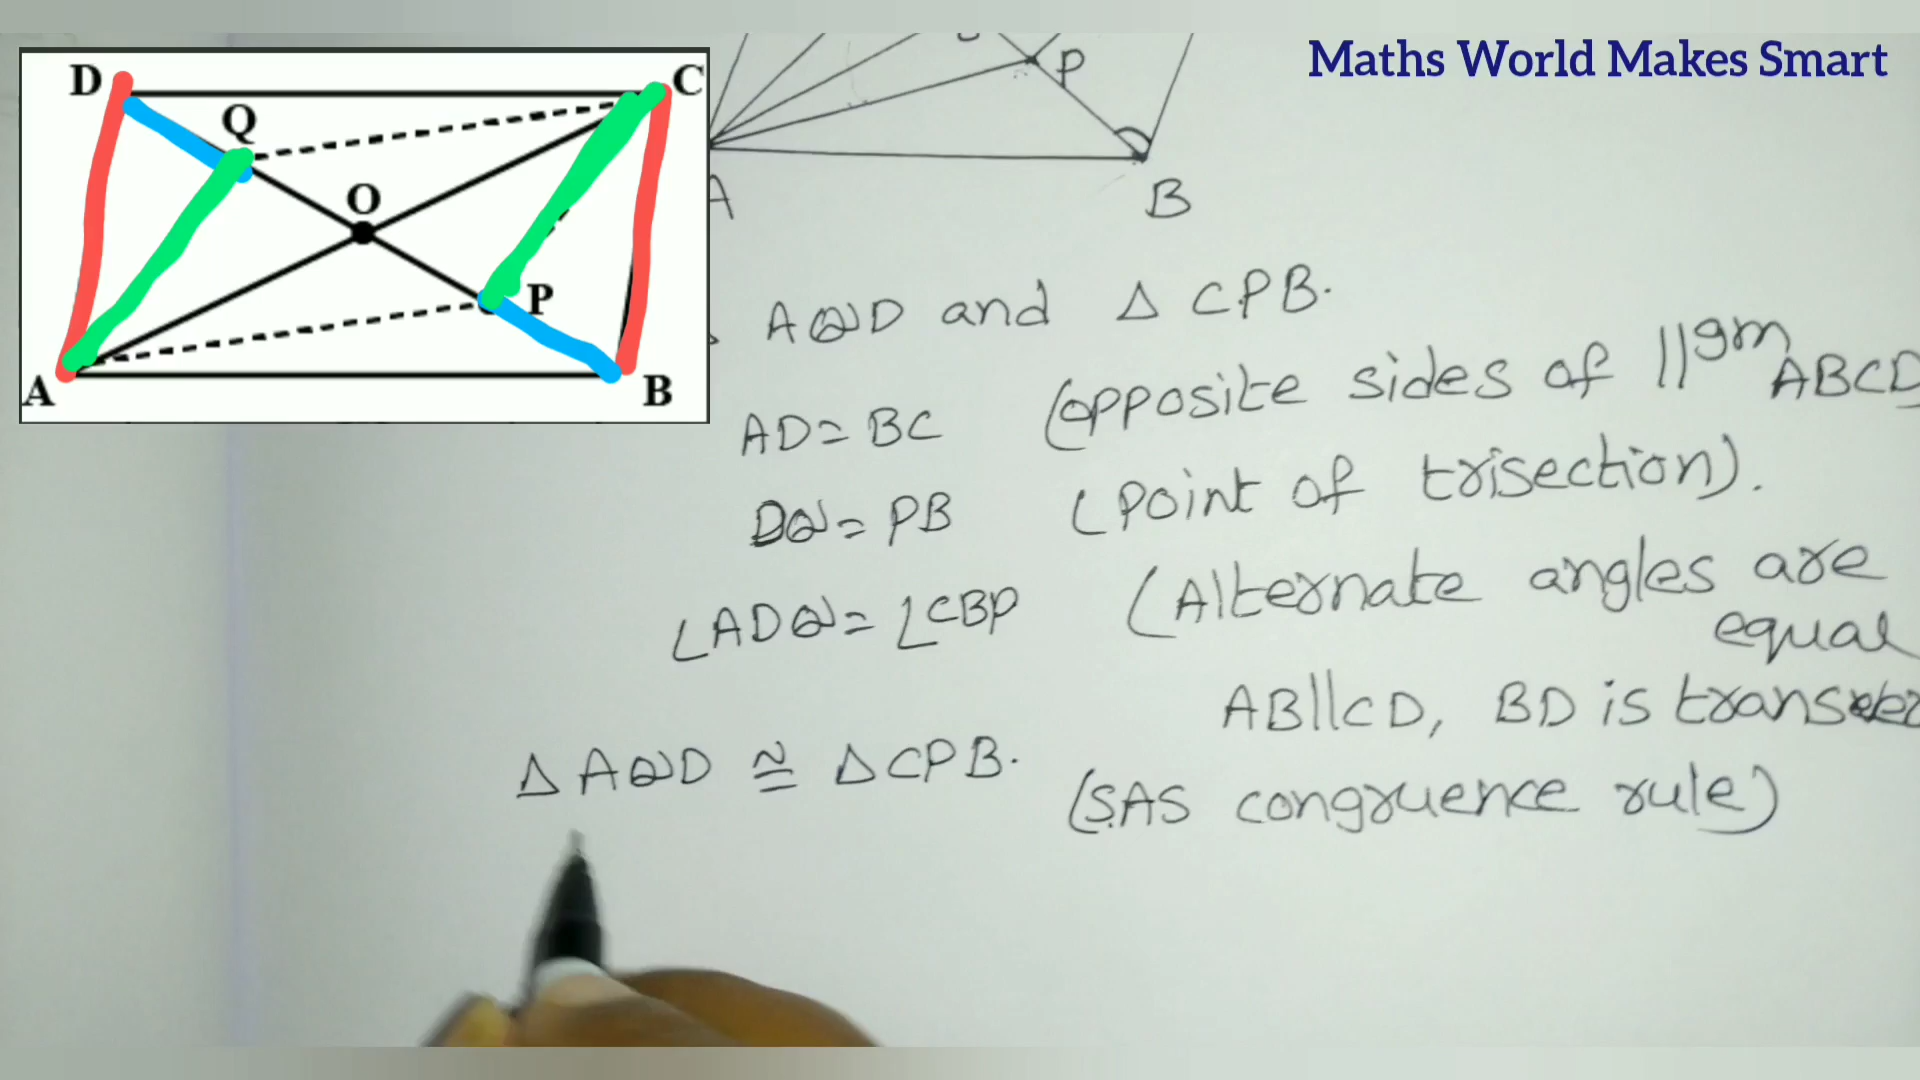 Maths World Makes Smart
D
C
Q
O
P
A
B
P
A
B
AQD and Δ CPB.
AD = BC (opposite sides of ||gm ABCD
DQ = PB (point of trisection).
∠ADQ = ∠CBP (Alternate angles are
equal
AB||CD, BD is
Δ AQD ≅ Δ CPB. (SAS congruence rule)